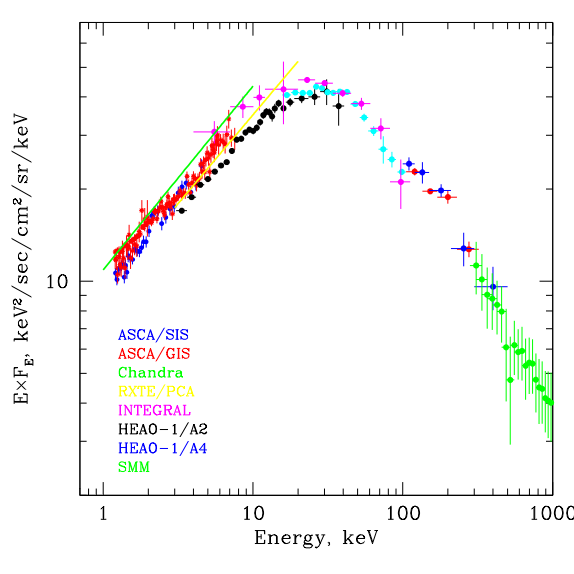 E×F_E, keV²/sec/cm²/sr/keV
10
ASCA/SIS
ASCA/GIS
Chandra
RXTE/PCA
INTEGRAL
HEAO-1/A2
HEAO-1/A4
SMM
1 10 100 1000
Energy, keV